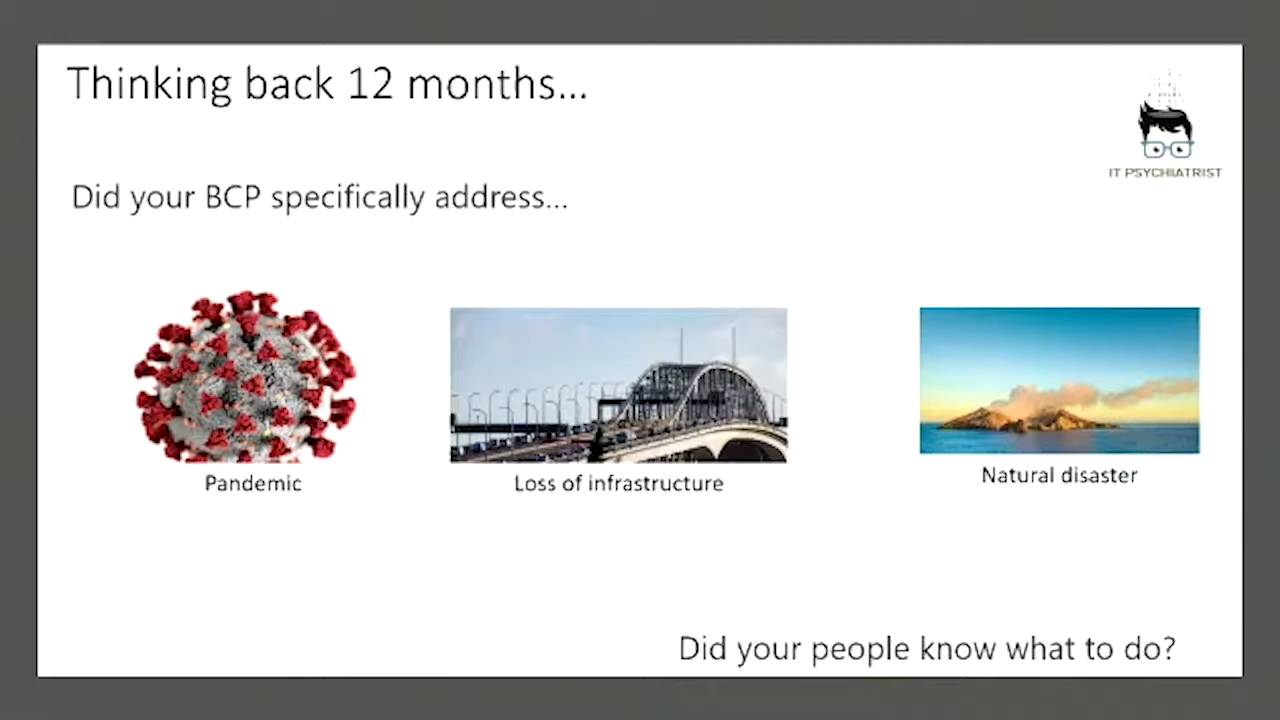 Thinking back 12 months...
IT PSYCHIATRIST
Did your BCP specifically address...
Pandemic
Loss of infrastructure
Natural disaster
Did your people know what to do?